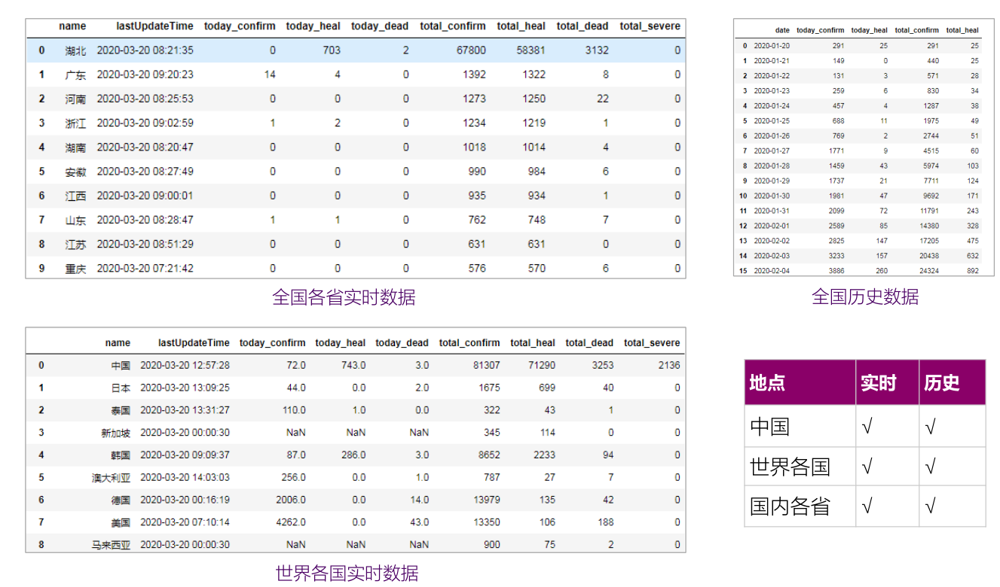 name lastUpdateTime today_confirm today_heal today_dead total_confirm total_heal total_dead total_severe
0 湖北 2020-03-20 08:21:35 0 703 2 67800 58381 3132 0
1 广东 2020-03-20 09:20:23 14 4 0 1392 1322 8 0
2 河南 2020-03-20 08:25:53 0 0 0 1273 1250 22 0
3 浙江 2020-03-20 09:02:59 1 2 0 1234 1219 1 0
4 湖南 2020-03-20 08:20:47 0 0 0 1018 1014 4 0
5 安徽 2020-03-20 08:27:49 0 0 0 990 984 6 0
6 江西 2020-03-20 09:00:01 0 0 0 935 934 1 0
7 山东 2020-03-20 08:28:47 1 1 0 762 748 7 0
8 江苏 2020-03-20 08:51:29 0 0 0 631 631 0 0
9 重庆 2020-03-20 07:21:42 0 0 0 576 570 6 0
全国各省实时数据
date today_confirm today_heal total_confirm total_heal
0 2020-01-20 291 25 291 25
1 2020-01-21 149 0 440 25
2 2020-01-22 131 3 571 28
3 2020-01-23 259 6 830 34
4 2020-01-24 457 4 1287 38
5 2020-01-25 688 11 1975 49
6 2020-01-26 769 2 2744 51
7 2020-01-27 1771 9 4515 60
8 2020-01-28 1459 43 5974 103
9 2020-01-29 1737 21 7711 124
10 2020-01-30 1981 47 9692 171
11 2020-01-31 2099 72 11791 243
12 2020-02-01 2589 85 14380 328
13 2020-02-02 2825 147 17205 475
14 2020-02-03 3233 157 20438 632
15 2020-02-04 3886 260 24324 892
全国历史数据
name lastUpdateTime today_confirm today_heal today_dead total_confirm total_heal total_dead total_severe
0 中国 2020-03-20 12:57:28 72.0 743.0 3.0 81307 71290 3253 2136
1 日本 2020-03-20 13:09:25 44.0 0.0 2.0 1675 699 40 0
2 泰国 2020-03-20 13:31:27 110.0 1.0 0.0 322 43 1 0
3 新加坡 2020-03-20 00:00:30 NaN NaN NaN 345 114 0 0
4 韩国 2020-03-20 09:09:37 87.0 286.0 3.0 8652 2233 94 0
5 澳大利亚 2020-03-20 14:03:03 256.0 0.0 1.0 787 27 7 0
6 德国 2020-03-20 00:16:19 2006.0 0.0 14.0 13979 135 42 0
7 美国 2020-03-20 07:10:14 4262.0 0.0 43.0 13350 106 188 0
8 马来西亚 2020-03-20 00:00:30 NaN NaN NaN 900 75 2 0
世界各国实时数据
地点 实时 历史
中国 √ √
世界各国 √ √
国内各省 √ √